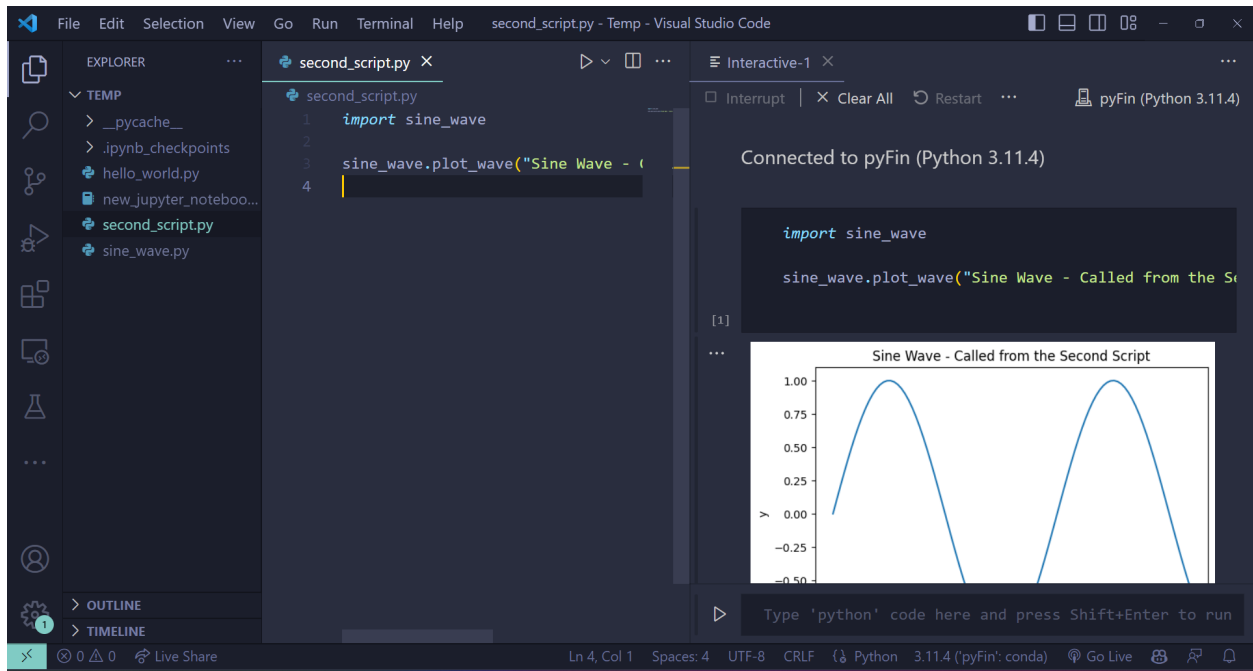 File Edit Selection View Go Run Terminal Help second_script.py - Temp - Visual Studio Code
EXPLORER ···
TEMP
__pycache__
.ipynb_checkpoints
hello_world.py
new_jupyter_noteboo...
second_script.py
sine_wave.py
OUTLINE
TIMELINE
second_script.py
second_script.py
1 import sine_wave
2
3 sine_wave.plot_wave("Sine Wave - C
4
Interactive-1
Interrupt | Clear All Restart ··· pyFin (Python 3.11.4)
Connected to pyFin (Python 3.11.4)
import sine_wave
sine_wave.plot_wave("Sine Wave - Called from the Se
[1]
Sine Wave - Called from the Second Script
1.00
0.75
0.50
0.25
0.00
−0.25
−0.50
y
Type 'python' code here and press Shift+Enter to run
1
0 0 Live Share Ln 4, Col 1 Spaces: 4 UTF-8 CRLF Python 3.11.4 ('pyFin': conda) Go Live